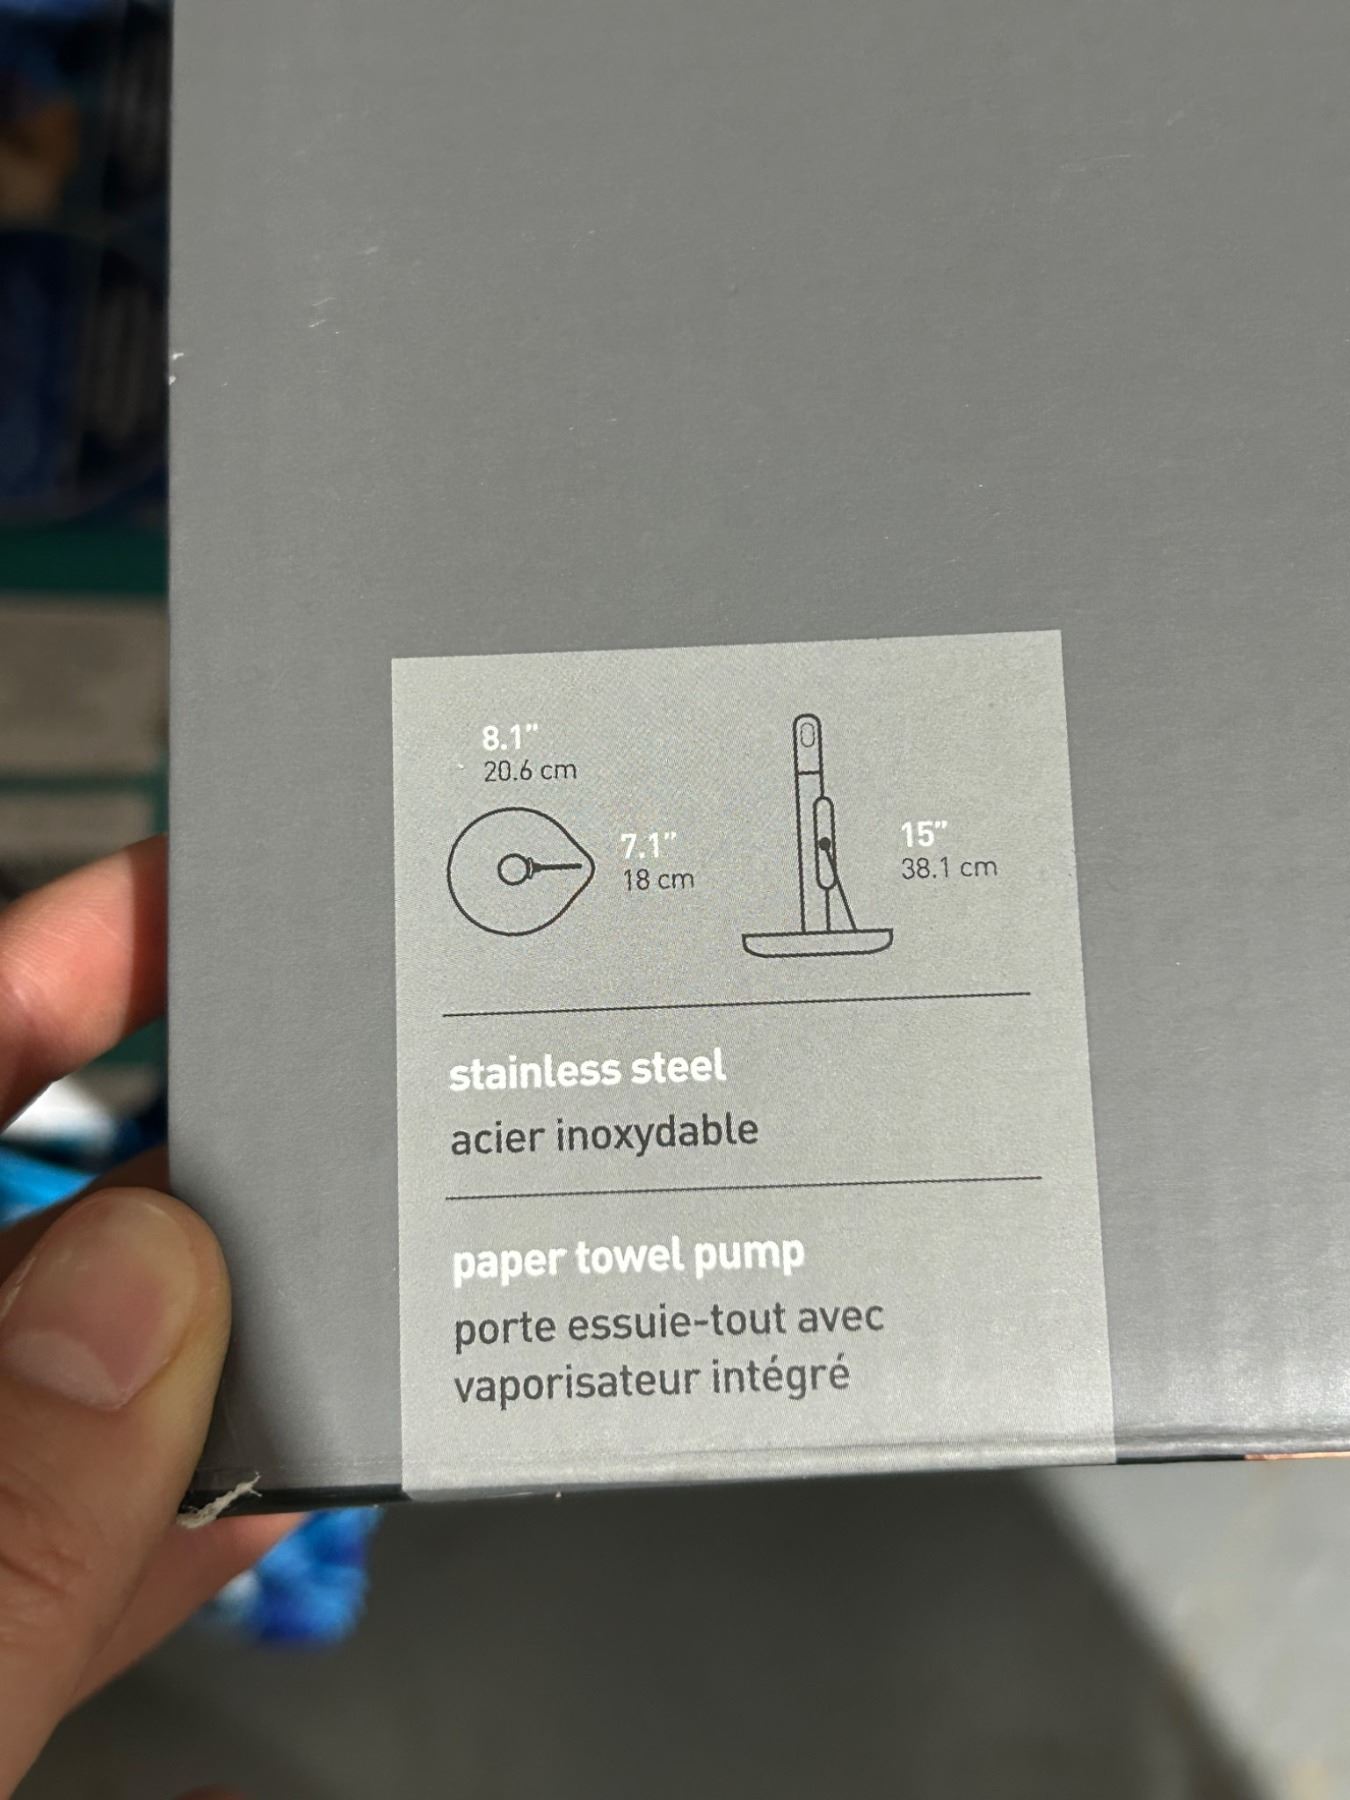 8.1”
20.6 cm
7.1”
18 cm
15”
38.1 cm
stainless steel
acier inoxydable
paper towel pump
porte essuie-tout avec
vaporisateur intégré